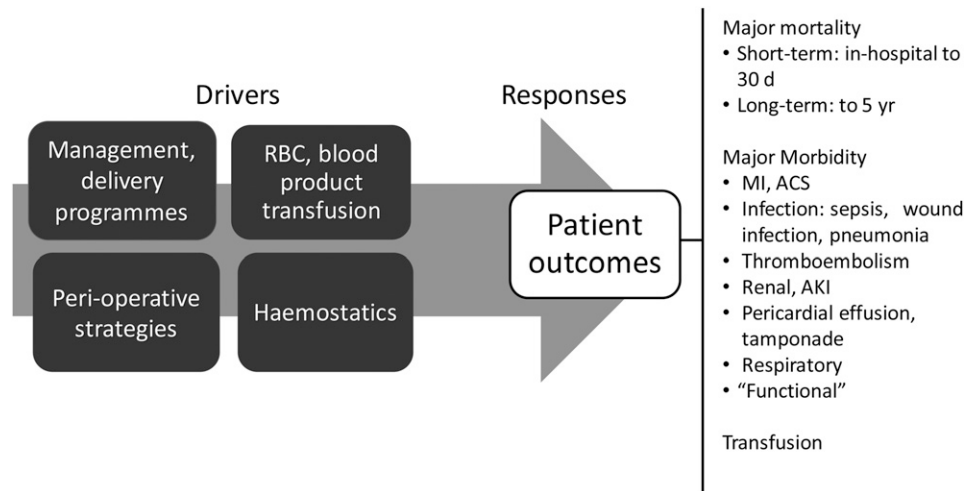 Drivers
Responses
Management,
delivery
programmes
RBC, blood
product
transfusion
Peri-operative
strategies
Haemostatics
Patient
outcomes
Major mortality
• Short-term: in-hospital to
30 d
• Long-term: to 5 yr
Major Morbidity
• MI, ACS
• Infection: sepsis, wound
infection, pneumonia
• Thromboembolism
• Renal, AKI
• Pericardial effusion,
tamponade
• Respiratory
• “Functional”
Transfusion